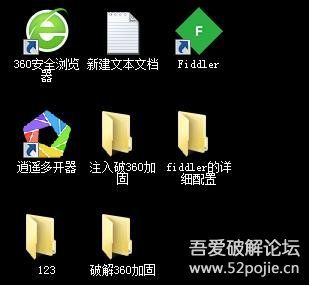 360安全浏览
器
新建文本文档
Fiddler
逍遥多开器
注入破360加
固
fiddler的详
细配置
123
破解360加固
吾爱破解论坛
www.52pojie.cn